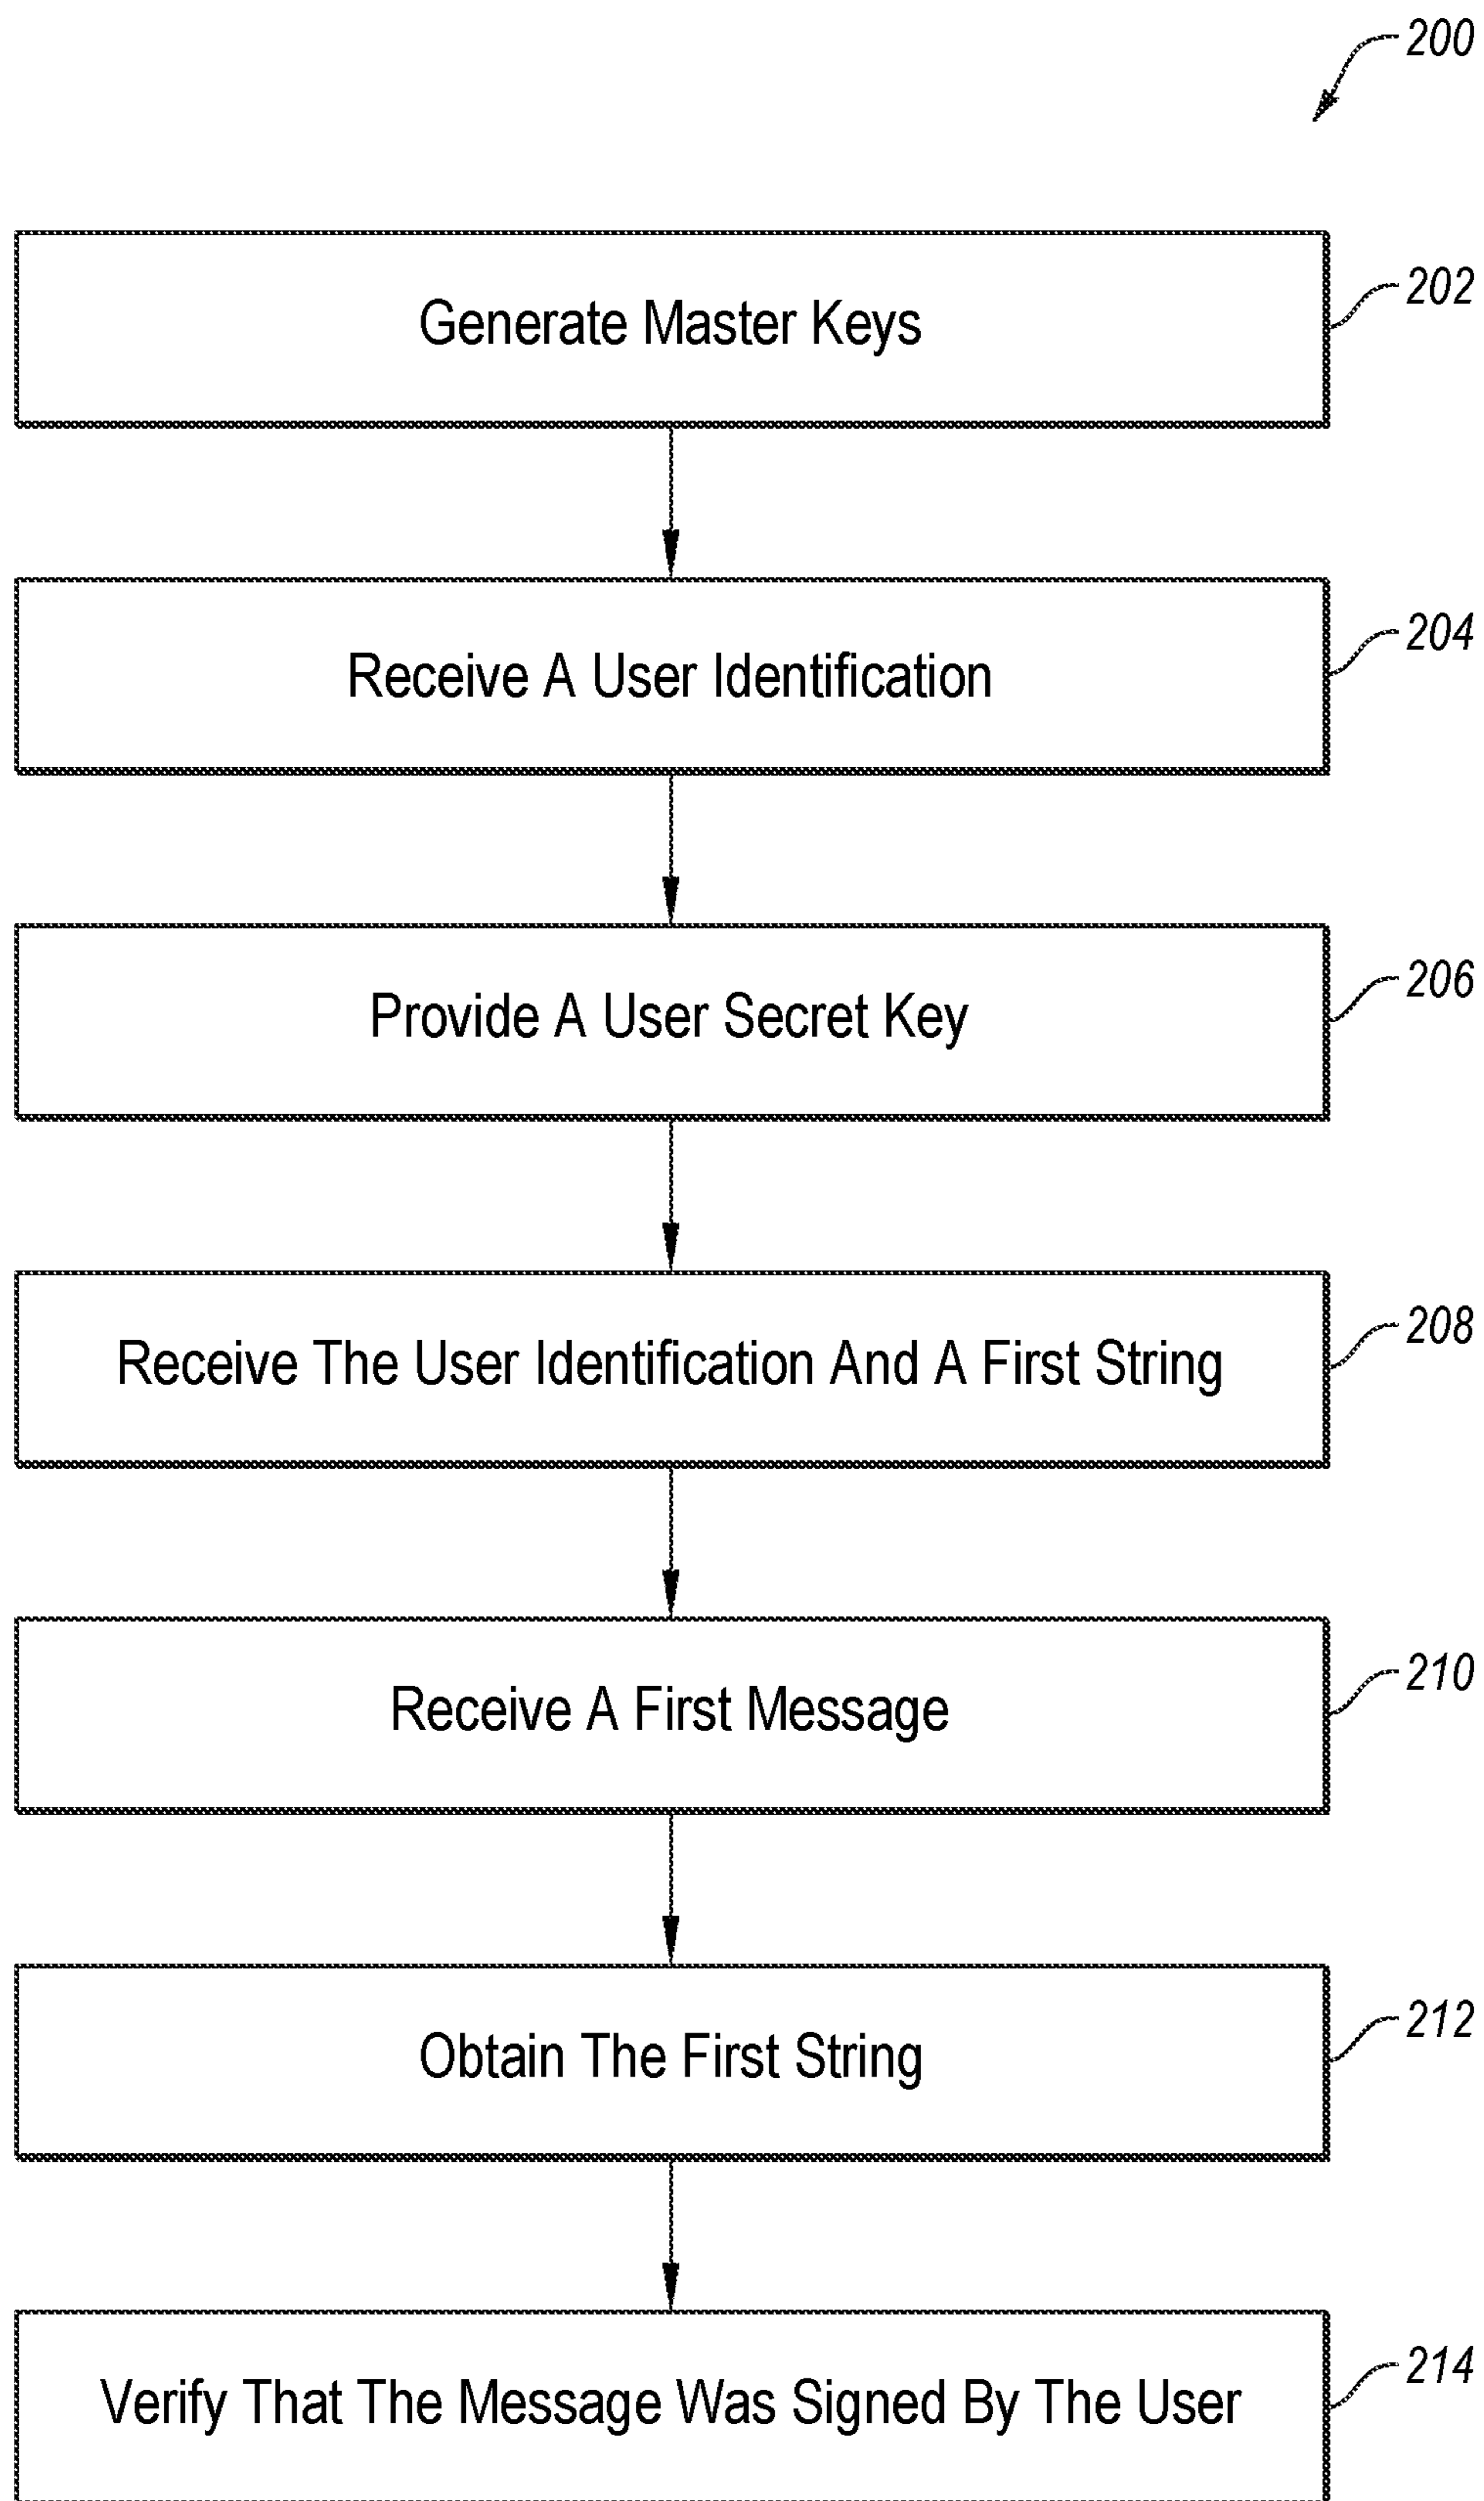 200
Generate Master Keys
202
Receive A User Identification
204
Provide A User Secret Key
206
Receive The User Identification And A First String
208
Receive A First Message
210
Obtain The First String
212
Verify That The Message Was Signed By The User
214